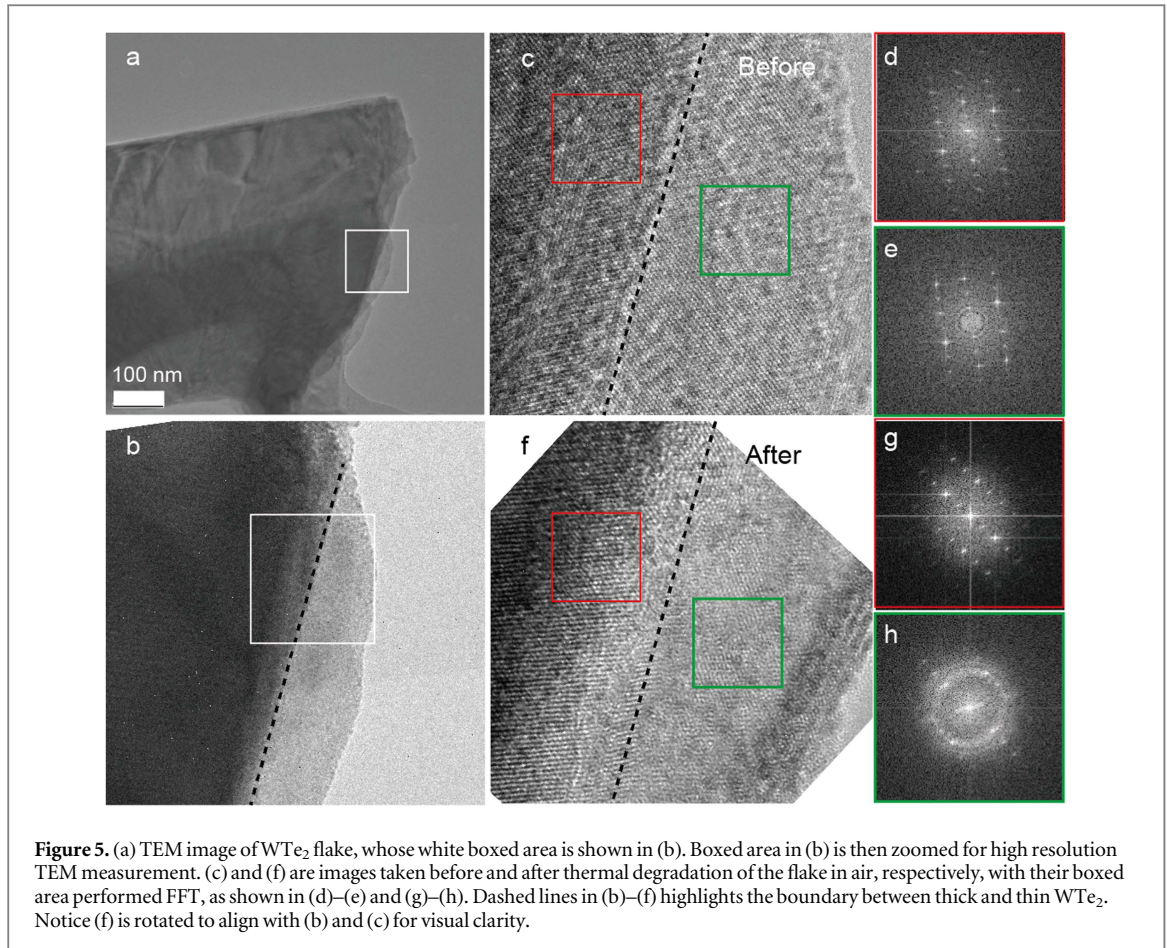 a
100 nm
b
c
Before
d
e
f
After
g
h
Figure 5. (a) TEM image of WTe₂ flake, whose white boxed area is shown in (b). Boxed area in (b) is then zoomed for high resolution
TEM measurement. (c) and (f) are images taken before and after thermal degradation of the flake in air, respectively, with their boxed
area performed FFT, as shown in (d)–(e) and (g)–(h). Dashed lines in (b)–(f) highlights the boundary between thick and thin WTe₂.
Notice (f) is rotated to align with (b) and (c) for visual clarity.